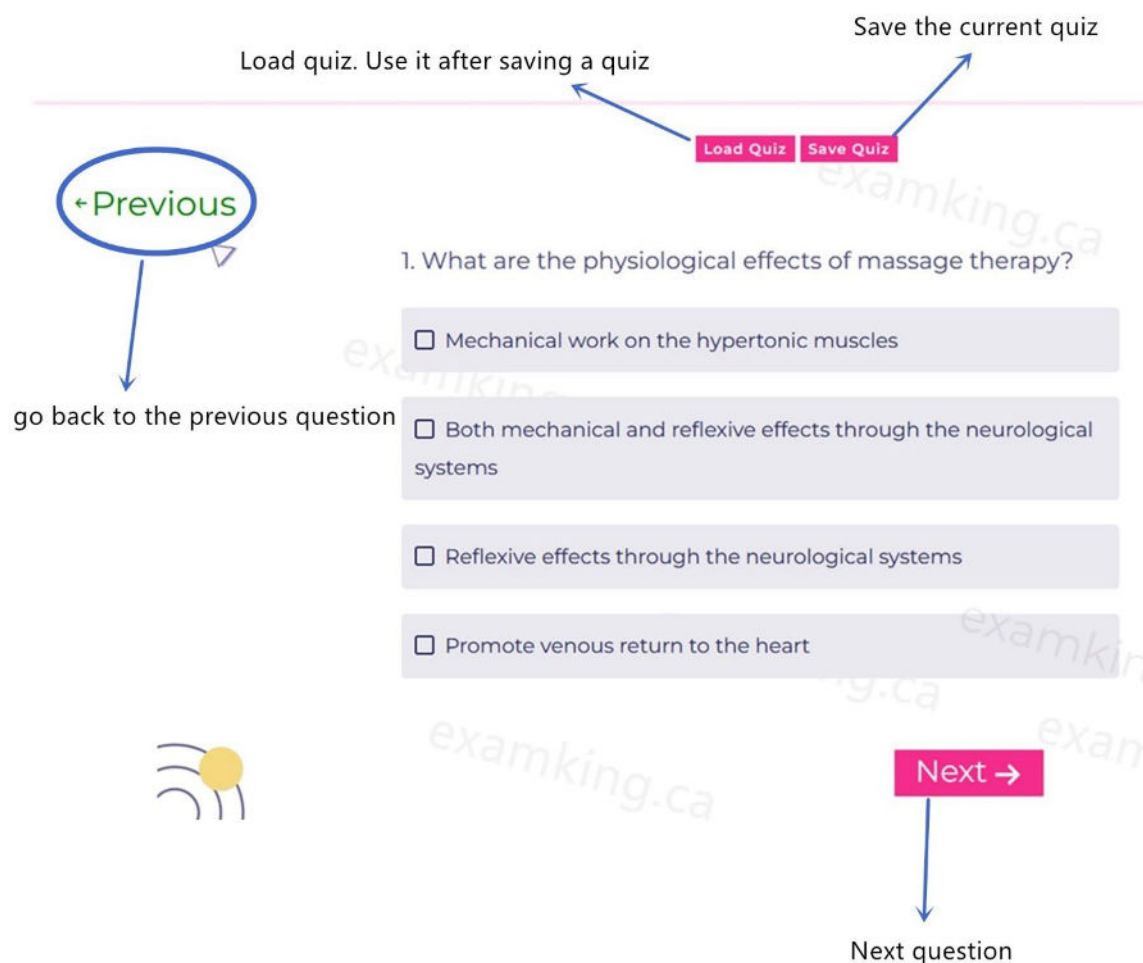 Save the current quiz
Load quiz. Use it after saving a quiz
Load Quiz Save Quiz
examking.ca
←Previous
1. What are the physiological effects of massage therapy?
Mechanical work on the hypertonic muscles
go back to the previous question
Both mechanical and reflexive effects through the neurological
systems
Reflexive effects through the neurological systems
Promote venous return to the heart
examking.ca
Next →
Next question